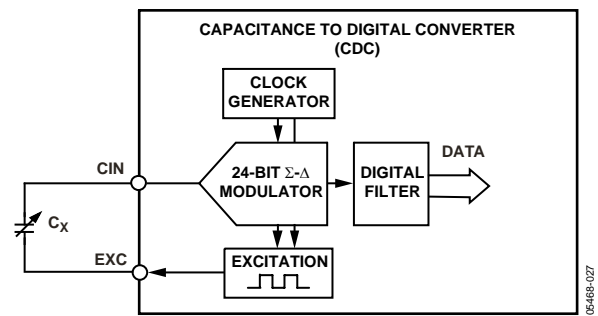 CAPACITANCE TO DIGITAL CONVERTER
(CDC)
CLOCK
GENERATOR
CIN
24-BIT Σ-Δ
MODULATOR
DIGITAL
FILTER
DATA
CX
EXC
EXCITATION
05468-027